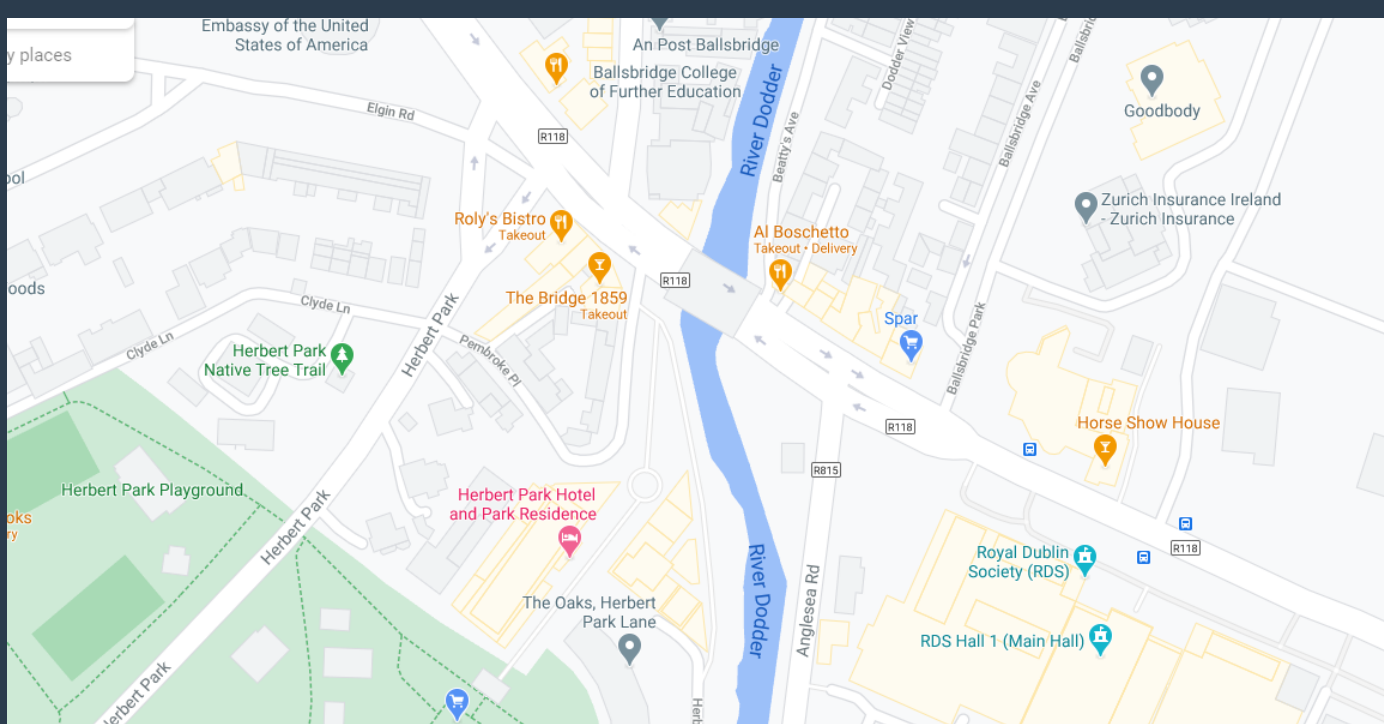 Embassy of the United
States of America
y places
An Post Ballsbridge
Ballsbridge College
of Further Education
River Dodder
Dodder View
Ballsbri
Goodbody
Elgin Rd
R118
Beatty's Ave
Ballsbridge Ave
ool
Zurich Insurance Ireland
- Zurich Insurance
Roly's Bistro
Takeout
Al Boschetto
Takeout • Delivery
R118
oods
The Bridge 1859
Takeout
Clyde Ln
Spar
Clyde Ln
Herbert Park
Pembroke Pl
Ballsbridge Park
Herbert Park
Native Tree Trail
R118
Horse Show House
R815
Herbert Park Playground
Herbert Park Hotel
and Park Residence
oks
ry
Herbert Park
R118
Royal Dublin
Society (RDS)
River Dodder
Anglesea Rd
The Oaks, Herbert
Park Lane
RDS Hall 1 (Main Hall)
erbert Park
Herb